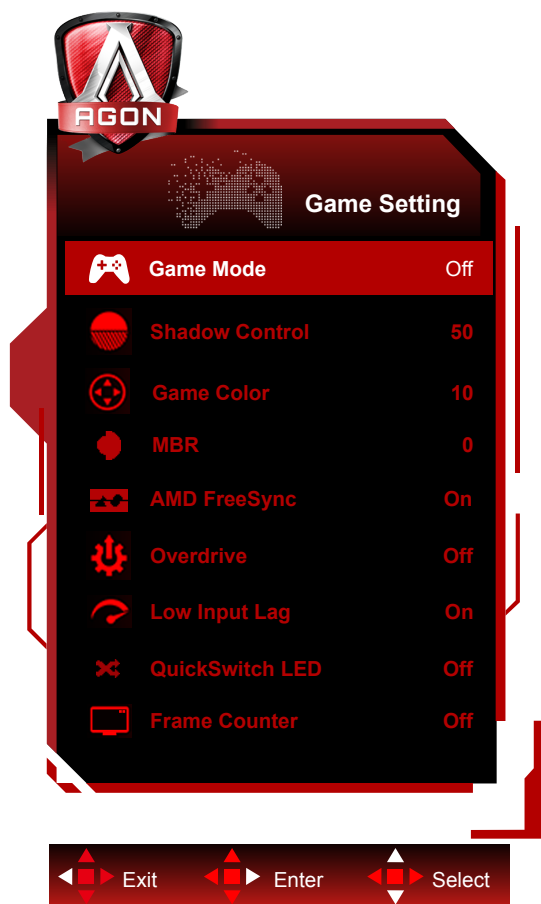 AGON
Game Setting
Game Mode Off
Shadow Control 50
Game Color 10
MBR 0
AMD FreeSync On
Overdrive Off
Low Input Lag On
QuickSwitch LED Off
Frame Counter Off
Exit Enter Select